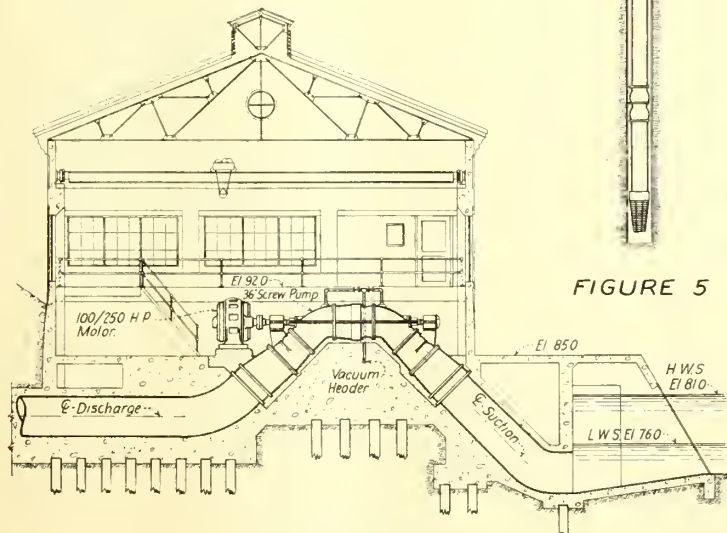 FIGURE 5
El 92.0
36" Screw Pump
100/250 H P
Motor.
El 85.0
H W S
El 81.0
Vacuum
Header
℄ Discharge
℄ Suction
L W S. El 76.0